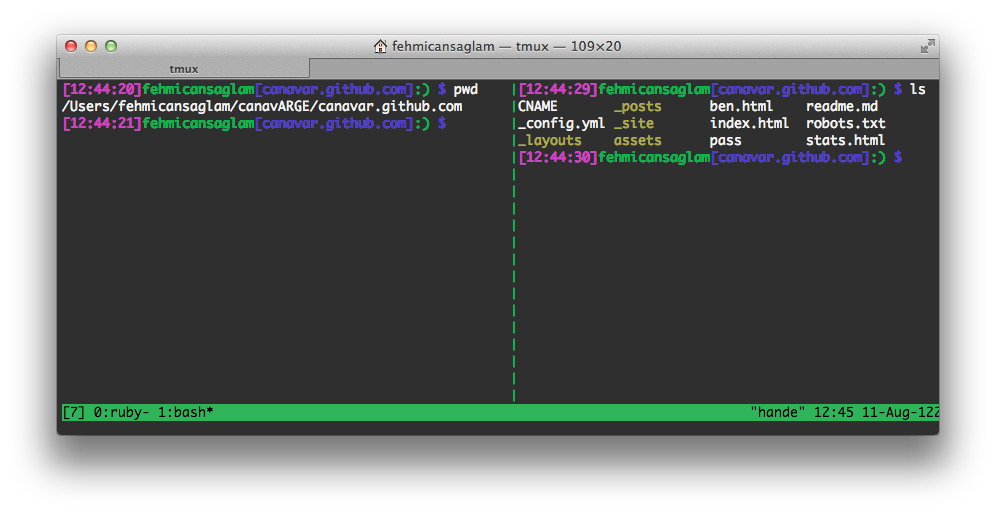 fehmicansaglam — tmux — 109×20
tmux
[12:44:20]fehmicansaglam[canavar.github.com]:) $ pwd
/Users/fehmicansaglam/canavARGE/canavar.github.com
[12:44:21]fehmicansaglam[canavar.github.com]:) $
[12:44:29]fehmicansaglam[canavar.github.com]:) $ ls
CNAME _posts ben.html readme.md
_config.yml _site index.html robots.txt
_layouts assets pass stats.html
[12:44:30]fehmicansaglam[canavar.github.com]:) $
[7] 0:ruby- 1:bash* "hande" 12:45 11-Aug-122